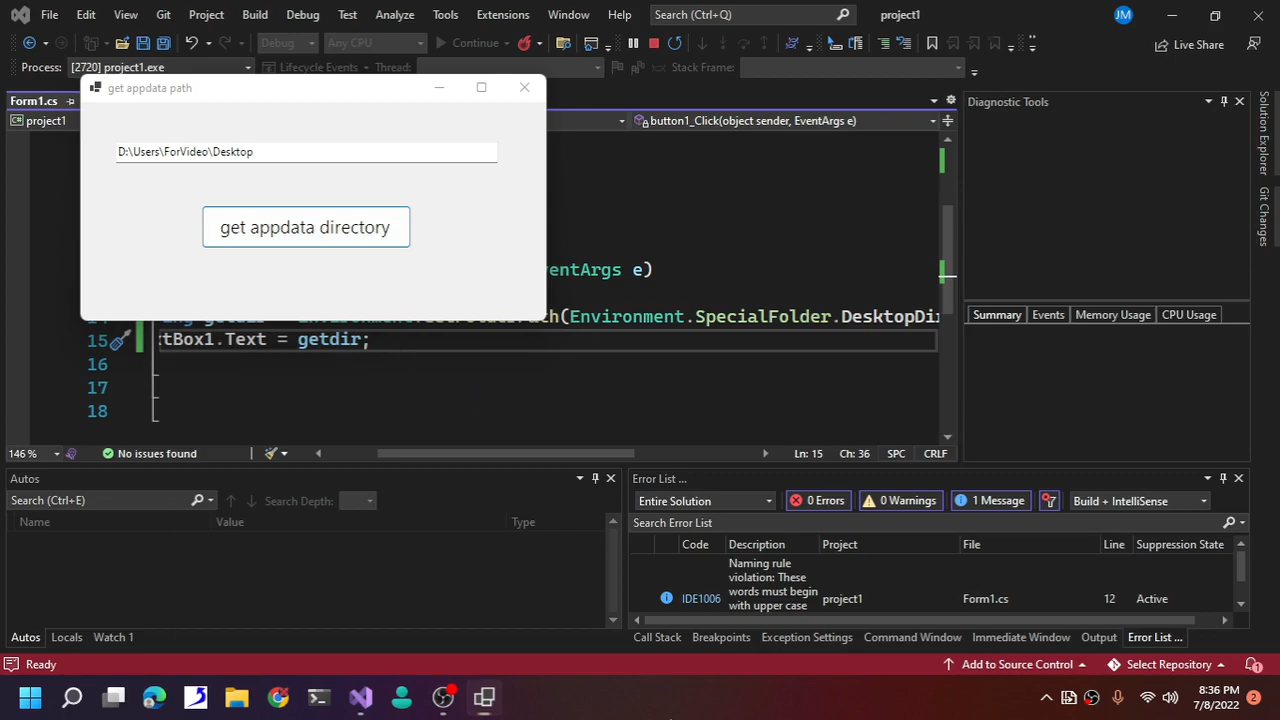 File Edit View Git Project Build Debug Test Analyze Tools Extensions Window Help Search (Ctrl+Q) project1 JM
Debug Any CPU Continue Live Share
Process: [2720] project1.exe Lifecycle Events Thread: Stack Frame:
get appdata path
Form1.cs
Diagnostic Tools
project1
button1_Click(object sender, EventArgs e)
D:\Users\ForVideo\Desktop
get appdata directory
Solution Explorer
Git Changes
ventArgs e)
(Environment.SpecialFolder.DesktopDir
Summary Events Memory Usage CPU Usage
15 tBox1.Text = getdir;
16
17
18
146 % No issues found Ln: 15 Ch: 36 SPC CRLF
Autos
Error List ...
Search (Ctrl+E) Search Depth:
Entire Solution 0 Errors 0 Warnings 1 Message Build + IntelliSense
Name Value Type
Search Error List
Code Description Project File Line Suppression State
Naming rule
violation: These
words must begin
with upper case
IDE1006 project1 Form1.cs 12 Active
Autos Locals Watch 1
Call Stack Breakpoints Exception Settings Command Window Immediate Window Output Error List ...
Ready Add to Source Control Select Repository 1
8:36 PM
7/8/2022
2